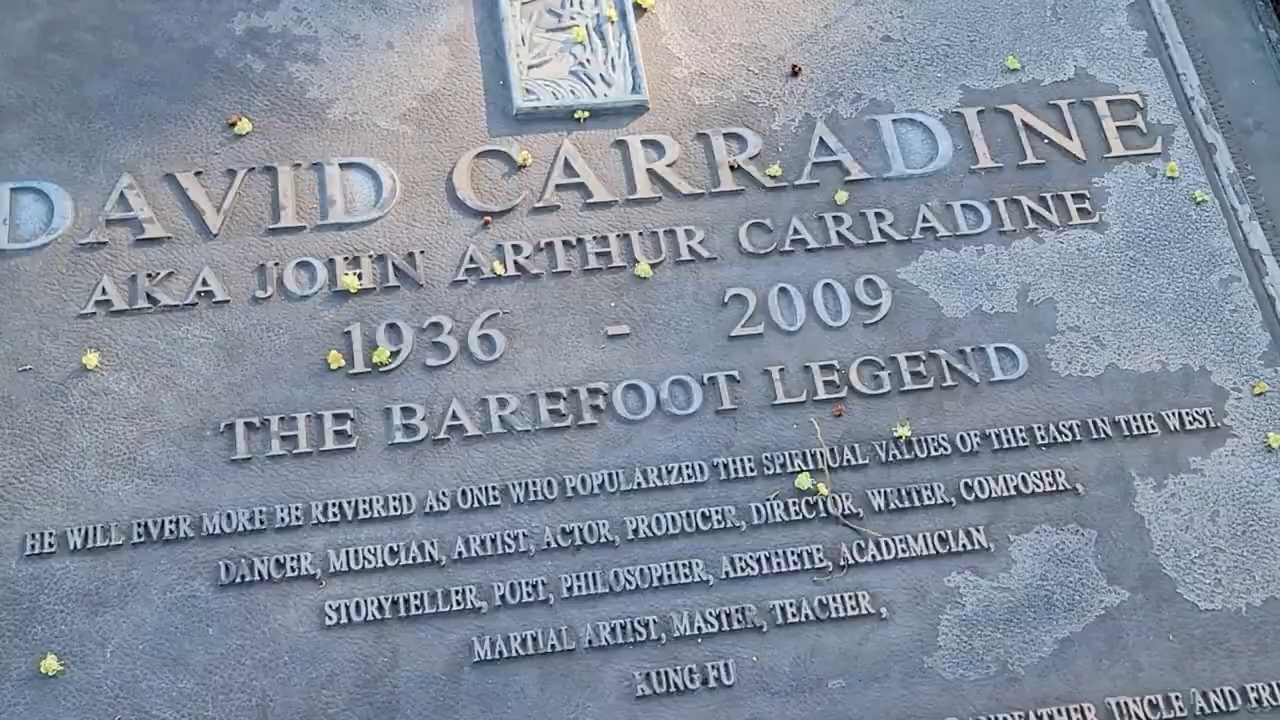 DAVID CARRADINE
AKA JOHN ARTHUR CARRADINE
1936 - 2009
THE BAREFOOT LEGEND
HE WILL EVER MORE BE REVERED AS ONE WHO POPULARIZED THE SPIRITUAL VALUES OF THE EAST IN THE WEST.
DANCER, MUSICIAN, ARTIST, ACTOR, PRODUCER, DIRECTOR, WRITER, COMPOSER,
STORYTELLER, POET, PHILOSOPHER, AESTHETE, ACADEMICIAN,
MARTIAL ARTIST, MASTER, TEACHER,
KUNG FU
UNCLE AND